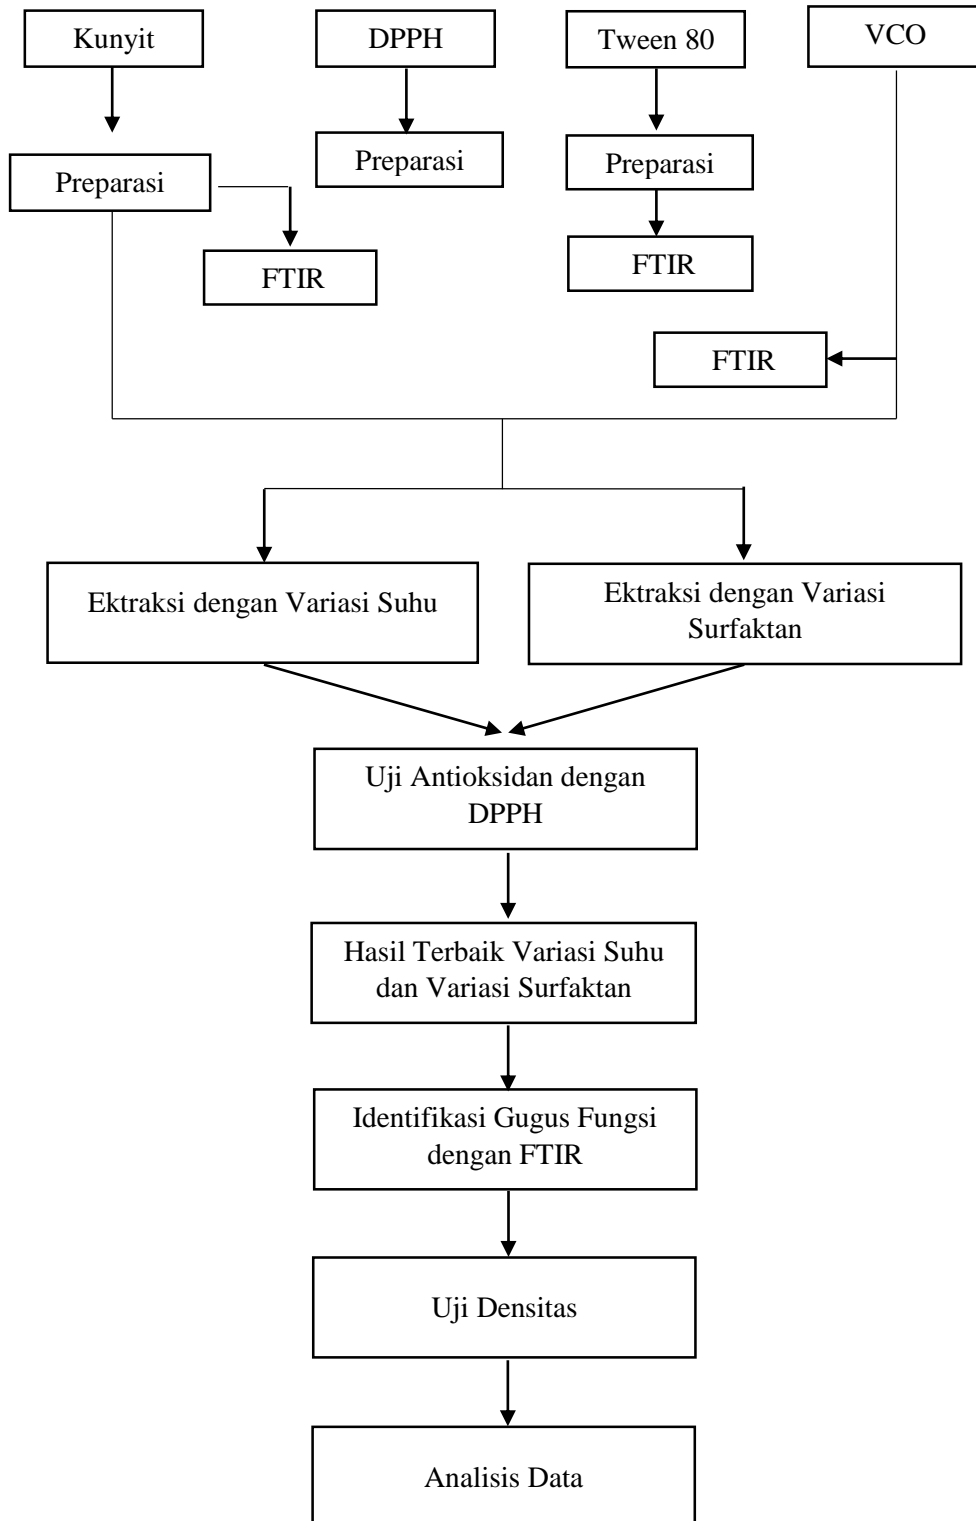 Kunyit
DPPH
Tween 80
VCO
Preparasi
Preparasi
Preparasi
FTIR
FTIR
FTIR
Ektraksi dengan Variasi Suhu
Ektraksi dengan Variasi
Surfaktan
Uji Antioksidan dengan
DPPH
Hasil Terbaik Variasi Suhu
dan Variasi Surfaktan
Identifikasi Gugus Fungsi
dengan FTIR
Uji Densitas
Analisis Data